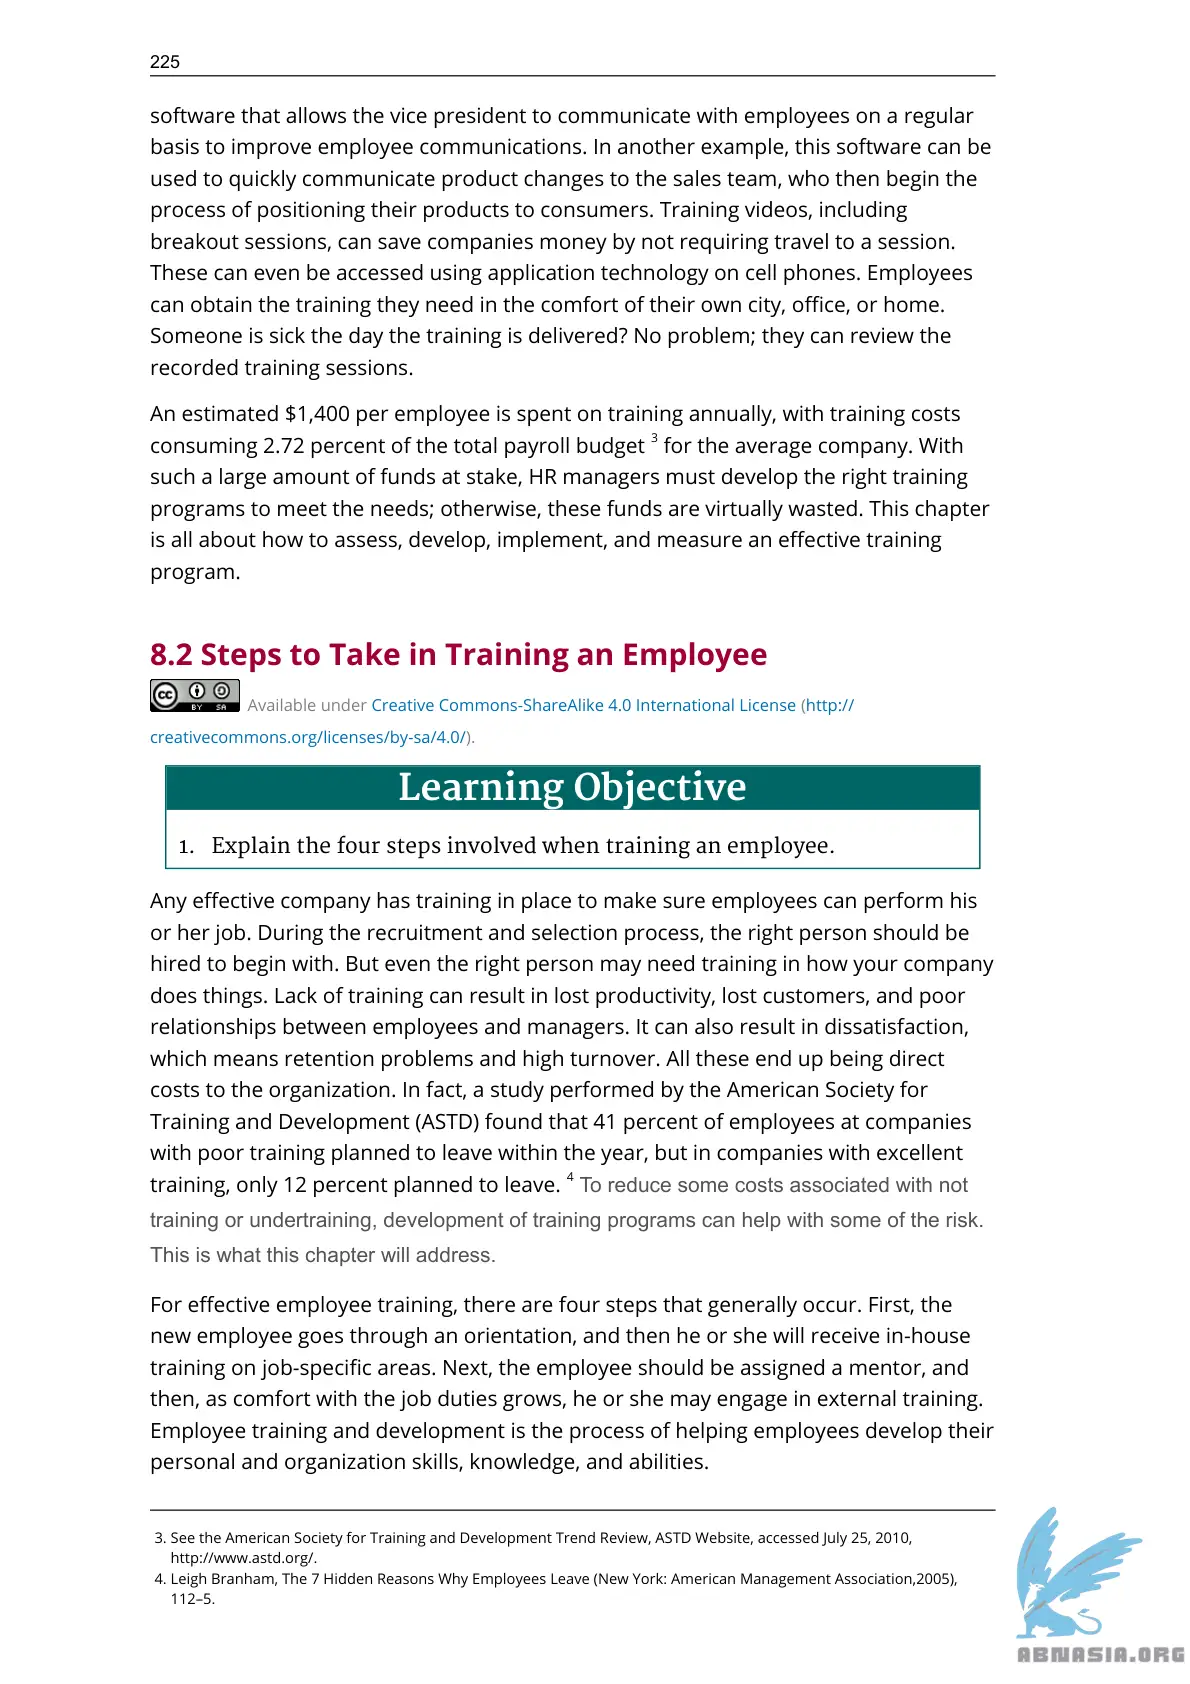 225
software that allows the vice president to communicate with employees on a regular
basis to improve employee communications. In another example, this software can be
used to quickly communicate product changes to the sales team, who then begin the
process of positioning their products to consumers. Training videos, including
breakout sessions, can save companies money by not requiring travel to a session.
These can even be accessed using application technology on cell phones. Employees
can obtain the training they need in the comfort of their own city, office, or home.
Someone is sick the day the training is delivered? No problem; they can review the
recorded training sessions.
An estimated $1,400 per employee is spent on training annually, with training costs
consuming 2.72 percent of the total payroll budget 3 for the average company. With
such a large amount of funds at stake, HR managers must develop the right training
programs to meet the needs; otherwise, these funds are virtually wasted. This chapter
is all about how to assess, develop, implement, and measure an effective training
program.
8.2 Steps to Take in Training an Employee
cc BY SA Available under Creative Commons-ShareAlike 4.0 International License (http://
creativecommons.org/licenses/by-sa/4.0/).
Learning Objective
1. Explain the four steps involved when training an employee.
Any effective company has training in place to make sure employees can perform his
or her job. During the recruitment and selection process, the right person should be
hired to begin with. But even the right person may need training in how your company
does things. Lack of training can result in lost productivity, lost customers, and poor
relationships between employees and managers. It can also result in dissatisfaction,
which means retention problems and high turnover. All these end up being direct
costs to the organization. In fact, a study performed by the American Society for
Training and Development (ASTD) found that 41 percent of employees at companies
with poor training planned to leave within the year, but in companies with excellent
training, only 12 percent planned to leave. 4 To reduce some costs associated with not
training or undertraining, development of training programs can help with some of the risk.
This is what this chapter will address.
For effective employee training, there are four steps that generally occur. First, the
new employee goes through an orientation, and then he or she will receive in-house
training on job-specific areas. Next, the employee should be assigned a mentor, and
then, as comfort with the job duties grows, he or she may engage in external training.
Employee training and development is the process of helping employees develop their
personal and organization skills, knowledge, and abilities.
3. See the American Society for Training and Development Trend Review, ASTD Website, accessed July 25, 2010,
http://www.astd.org/.
4. Leigh Branham, The 7 Hidden Reasons Why Employees Leave (New York: American Management Association,2005),
112–5.
ABNASIA.ORG